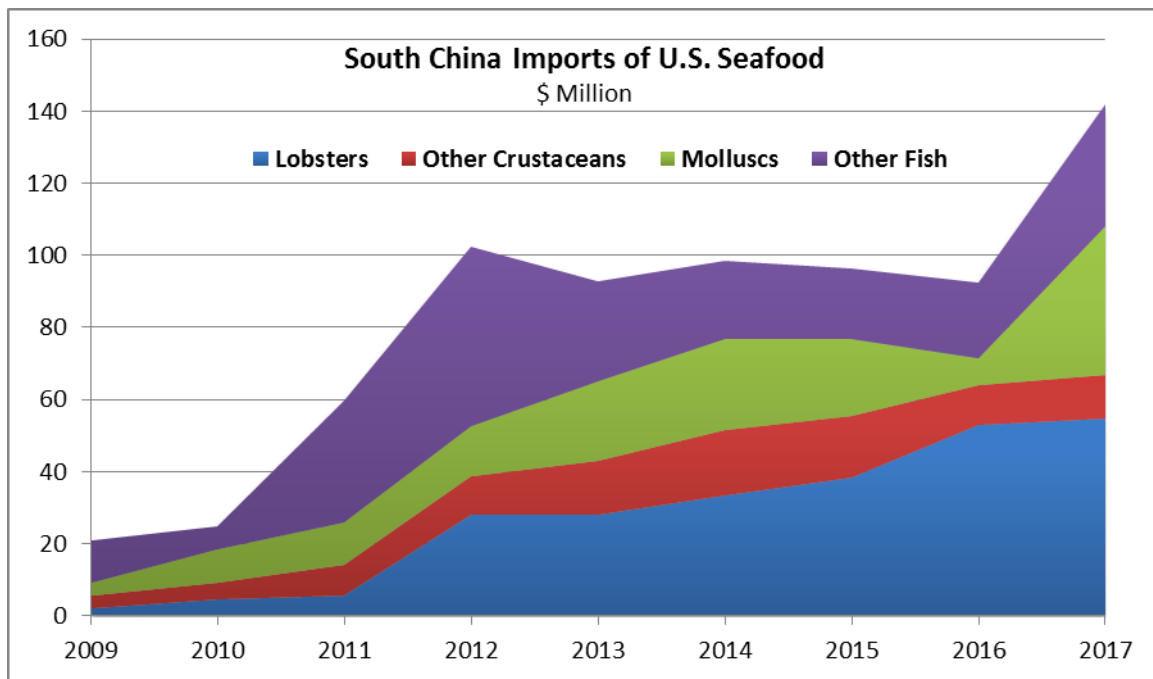 South China Imports of U.S. Seafood
$ Million
Lobsters Other Crustaceans Molluscs Other Fish
160
140
120
100
80
60
40
20
0
2009 2010 2011 2012 2013 2014 2015 2016 2017